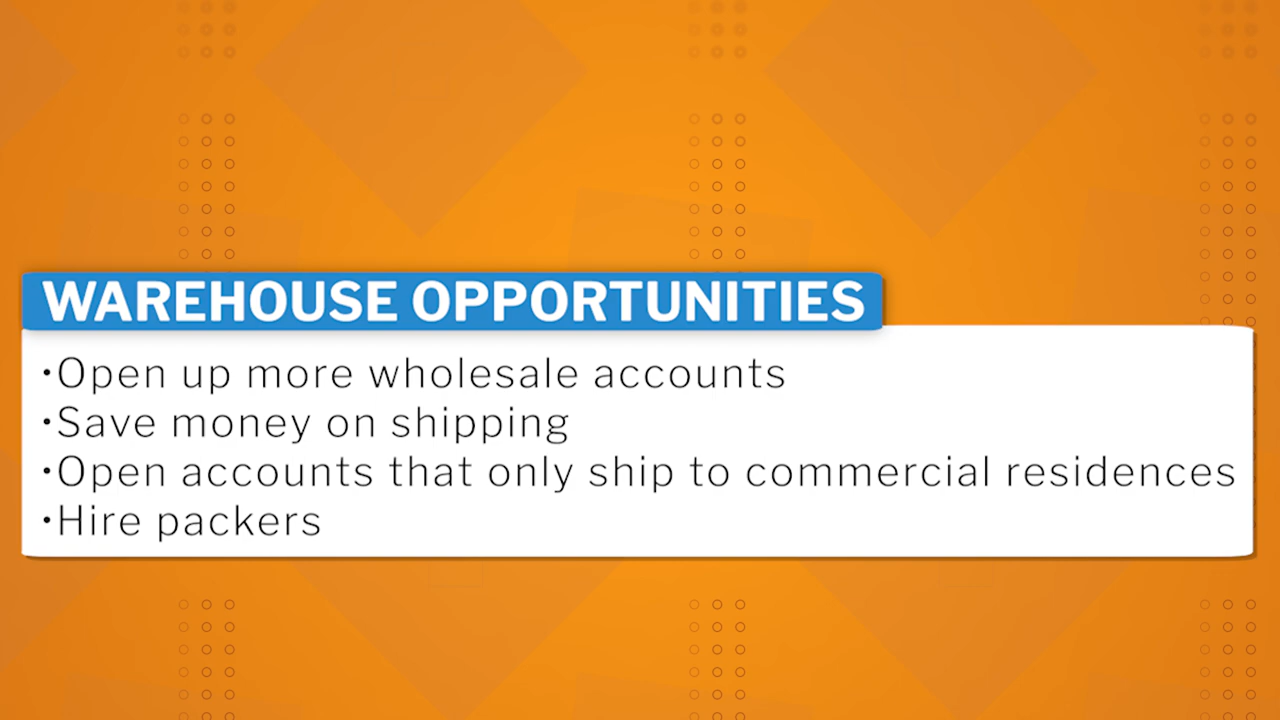 WAREHOUSE OPPORTUNITIES
•Open up more wholesale accounts
•Save money on shipping
•Open accounts that only ship to commercial residences
•Hire packers